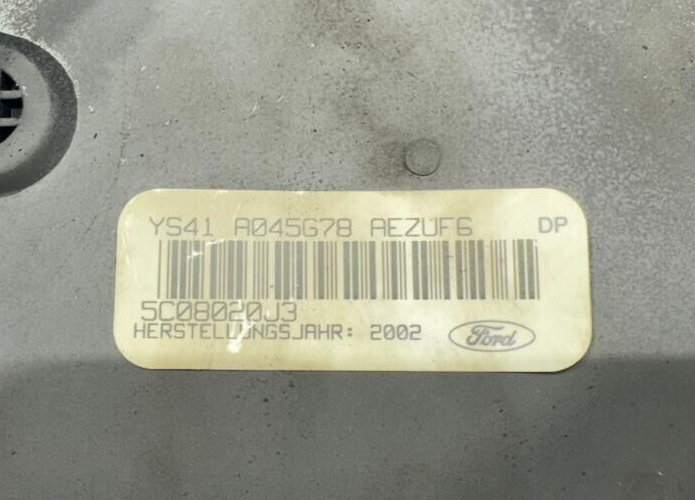 YS41 A045G78 AEZUF6 DP
5C08020J3
HERSTELLUNGSJAHR: 2002
Ford